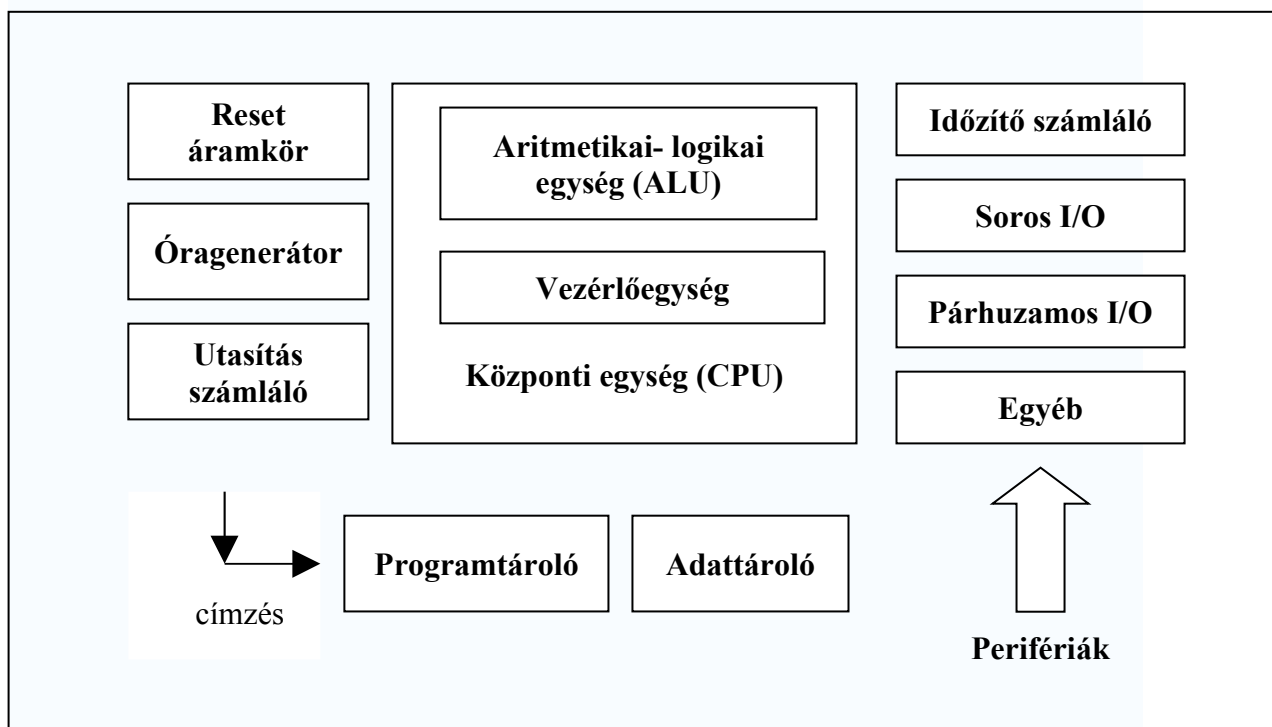 Reset
áramkör
Óragenerátor
Utasítás
számláló
Aritmetikai- logikai
egység (ALU)
Vezérlőegység
Központi egység (CPU)
Időzítő számláló
Soros I/O
Párhuzamos I/O
Egyéb
címzés
Programtároló
Adattároló
Perifériák